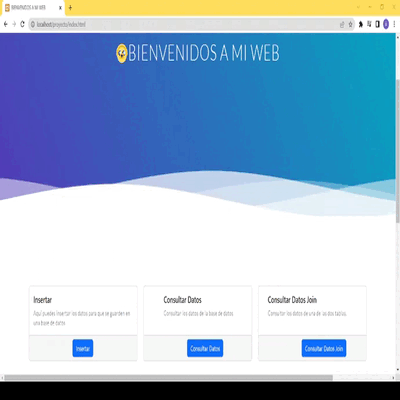 BIENVENIDOS A MI WEB
localhost/proyecto/index.html
BIENVENIDOS A MI WEB
Insertar
Aquí puedes insertar los datos para que se guarden en
una base de datos
Insertar
Consultar Datos
Consultar los datos de la base de datos
Consultar Datos
Consultar Datos Join
Consultar los datos de una de las dos tablas.
Consultar Datos Join